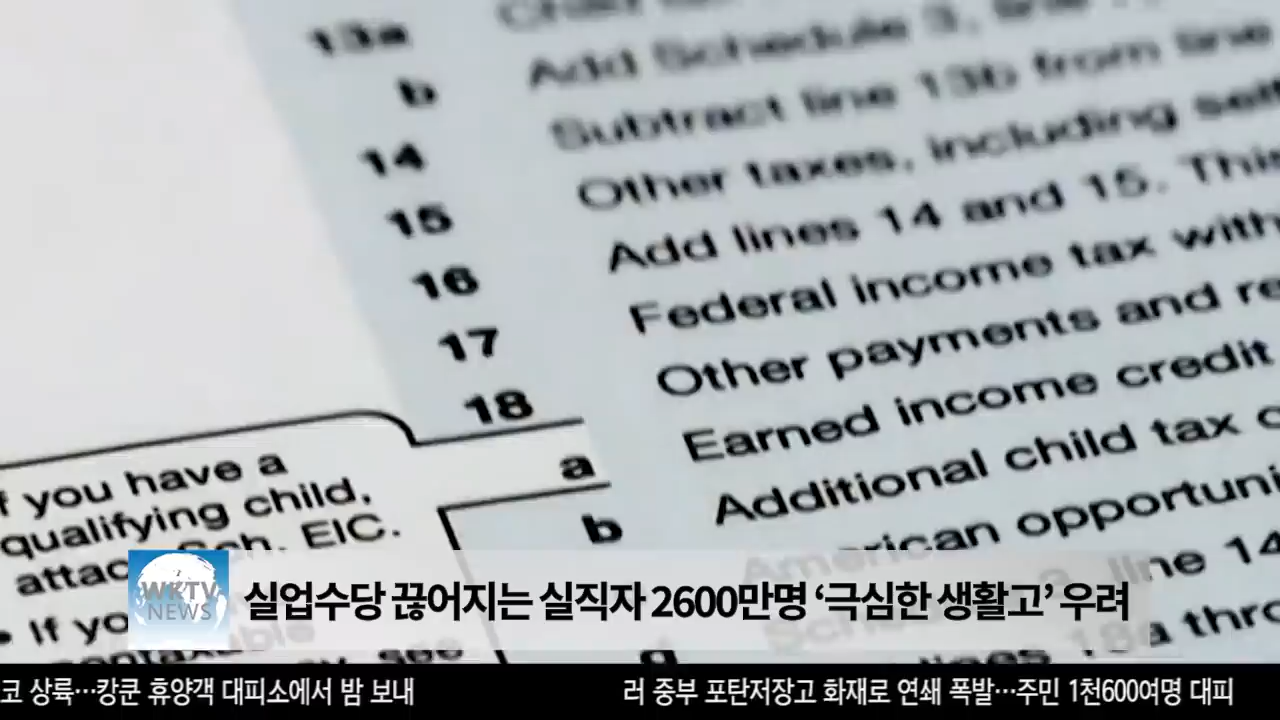 13a
b Add Schedule 3, line
14 Subtract line 13b from line
15 Other taxes, including self
16 Add lines 14 and 15. This
17 Federal income tax with
18 Other payments and re
a Earned income credit
b Additional child tax
American opportuni
f you have a
qualifying child,
attac Sch. EIC.
• If yo
WKTV
NEWS
실업수당 끊어지는 실직자 2600만명 ‘극심한 생활고’ 우려
코 상륙…캉쿤 휴양객 대피소에서 밤 보내
러 중부 포탄저장고 화재로 연쇄 폭발…주민 1천600여명 대피